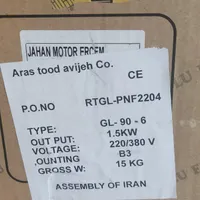 JAHAN MOTOR ERCEM
Aras tood avijeh Co.
CE
P.O.NO RTGL-PNF2204
TYPE: GL- 90 - 6
OUT PUT: 1.5KW
VOLTAGE: 220/380 V
OUNTING B3
GROSS W: 15 KG
ASSEMBLY OF IRAN